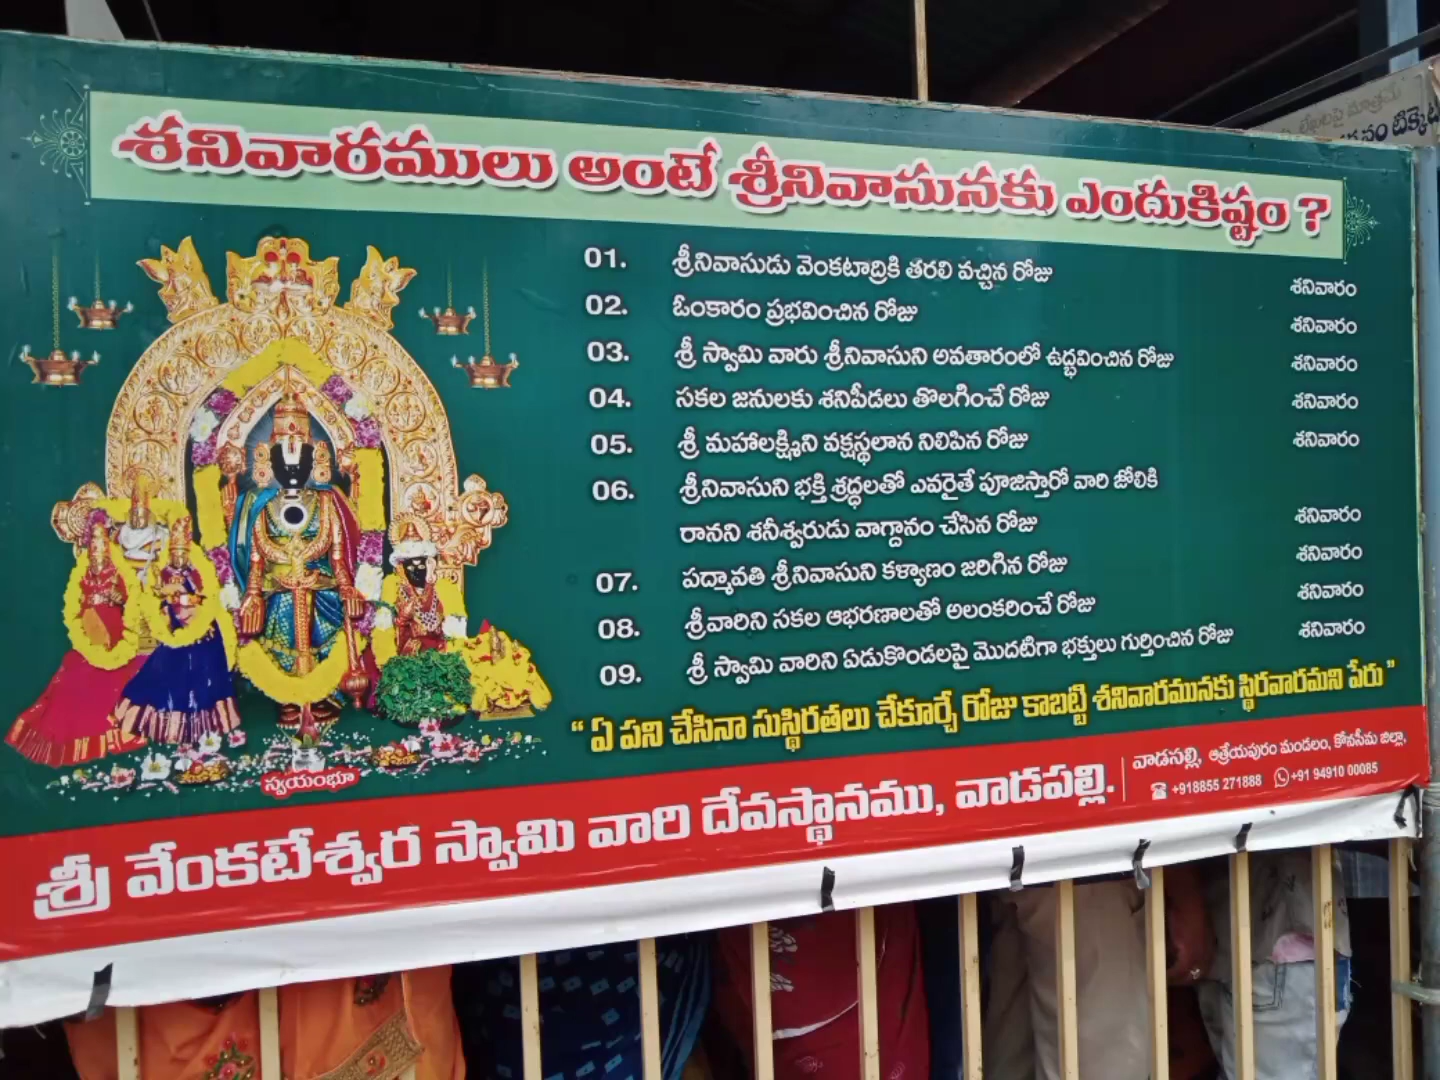 శనివారములు అంటే శ్రీనివాసునకు ఎందుకిష్టం ?
01. శ్రీనివాసుడు వెంకటాద్రికి తరలి వచ్చిన రోజు శనివారం
02. ఓంకారం ప్రభవించిన రోజు శనివారం
03. శ్రీ స్వామి వారు శ్రీనివాసుని అవతారంలో ఉద్భవించిన రోజు శనివారం
04. సకల జనులకు శనిపీడలు తొలగించే రోజు శనివారం
05. శ్రీ మహాలక్ష్మిని వక్షస్థలాన నిలిపిన రోజు శనివారం
06. శ్రీనివాసుని భక్తి శ్రద్ధలతో ఎవరైతే పూజిస్తారో వారి జోలికి
రానని శనీశ్వరుడు వాగ్దానం చేసిన రోజు శనివారం
07. పద్మావతి శ్రీనివాసుని కళ్యాణం జరిగిన రోజు శనివారం
08. శ్రీవారిని సకల ఆభరణాలతో అలంకరించే రోజు శనివారం
09. శ్రీ స్వామి వారిని ఏడుకొండలపై మొదటిగా భక్తులు గుర్తించిన రోజు శనివారం
“ ఏ పని చేసినా సుస్థిరతలు చేకూర్చే రోజు కాబట్టి శనివారమునకు స్థిరవారమని పేరు ”
స్వయంభూ
శ్రీ వేంకటేశ్వర స్వామి వారి దేవస్థానము, వాడపల్లి.
వాడపల్లి, ఆత్రేయపురం మండలం, కోనసీమ జిల్లా,
+918855 271888 +91 94910 00085
టిక్కెట